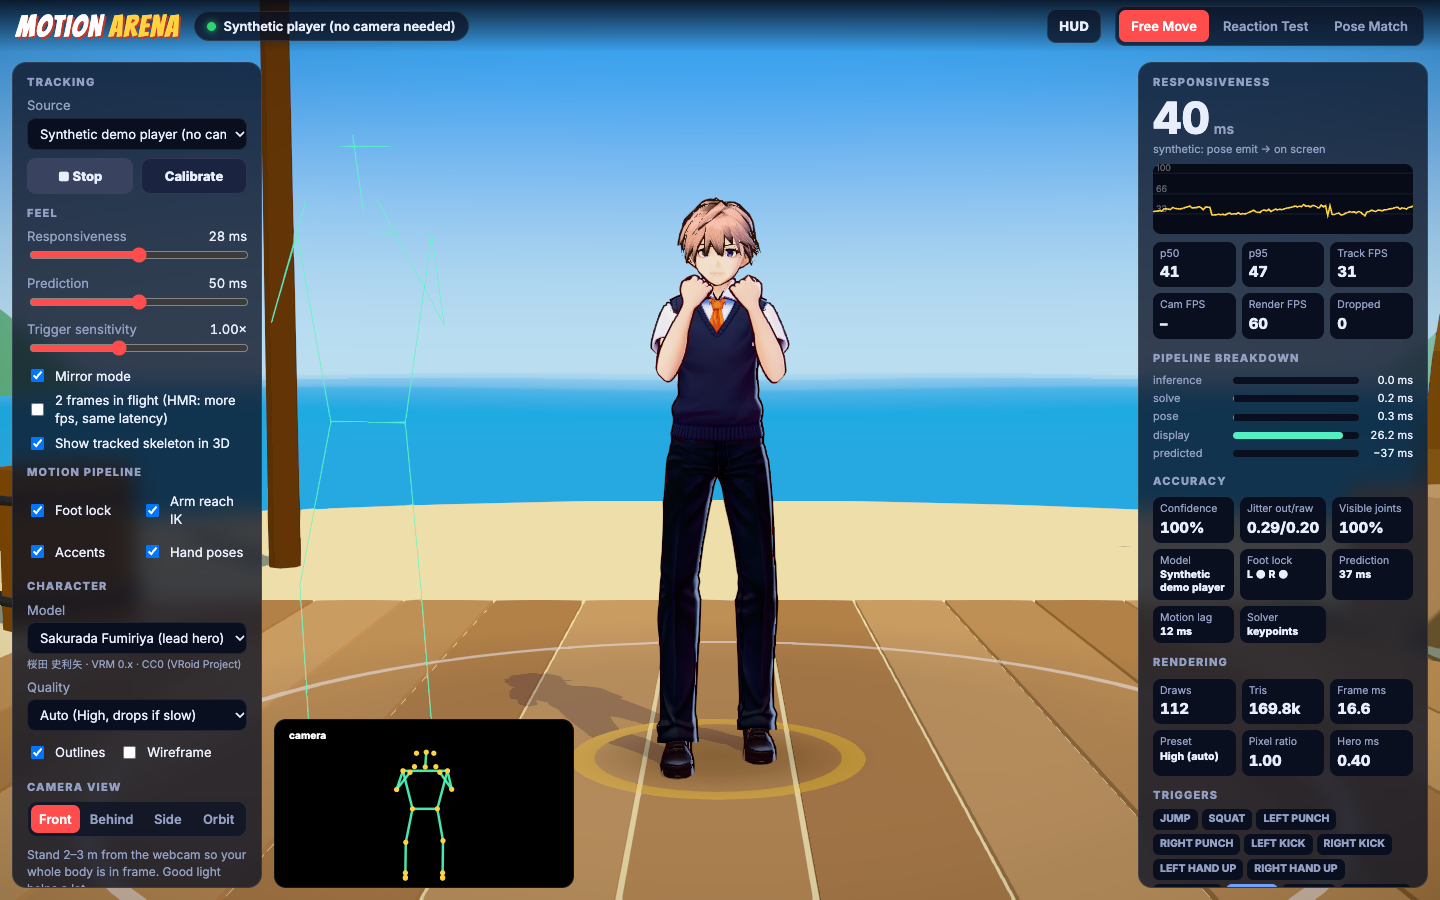 MOTION ARENA
Synthetic player (no camera needed)
HUD
Free Move
Reaction Test
Pose Match
TRACKING
Source
Synthetic demo player (no can
Stop
Calibrate
FEEL
Responsiveness 28 ms
Prediction 50 ms
Trigger sensitivity 1.00×
Mirror mode
2 frames in flight (HMR: more
fps, same latency)
Show tracked skeleton in 3D
MOTION PIPELINE
Foot lock
Arm reach
IK
Accents
Hand poses
CHARACTER
Model
Sakurada Fumiriya (lead hero)
桜田 史利矢 · VRM 0.x · CC0 (VRoid Project)
Quality
Auto (High, drops if slow)
Outlines
Wireframe
CAMERA VIEW
Front
Behind
Side
Orbit
Stand 2–3 m from the webcam so your
whole body is in frame. Good light
camera
RESPONSIVENESS
40 ms
synthetic: pose emit → on screen
100
66
p50
41
p95
47
Track FPS
31
Cam FPS
–
Render FPS
60
Dropped
0
PIPELINE BREAKDOWN
inference 0.0 ms
solve 0.2 ms
pose 0.3 ms
display 26.2 ms
predicted −37 ms
ACCURACY
Confidence
100%
Jitter out/raw
0.29/0.20
Visible joints
100%
Model
Synthetic
demo player
Foot lock
L ● R ●
Prediction
37 ms
Motion lag
12 ms
Solver
keypoints
RENDERING
Draws
112
Tris
169.8k
Frame ms
16.6
Preset
High (auto)
Pixel ratio
1.00
Hero ms
0.40
TRIGGERS
JUMP
SQUAT
LEFT PUNCH
RIGHT PUNCH
LEFT KICK
RIGHT KICK
LEFT HAND UP
RIGHT HAND UP